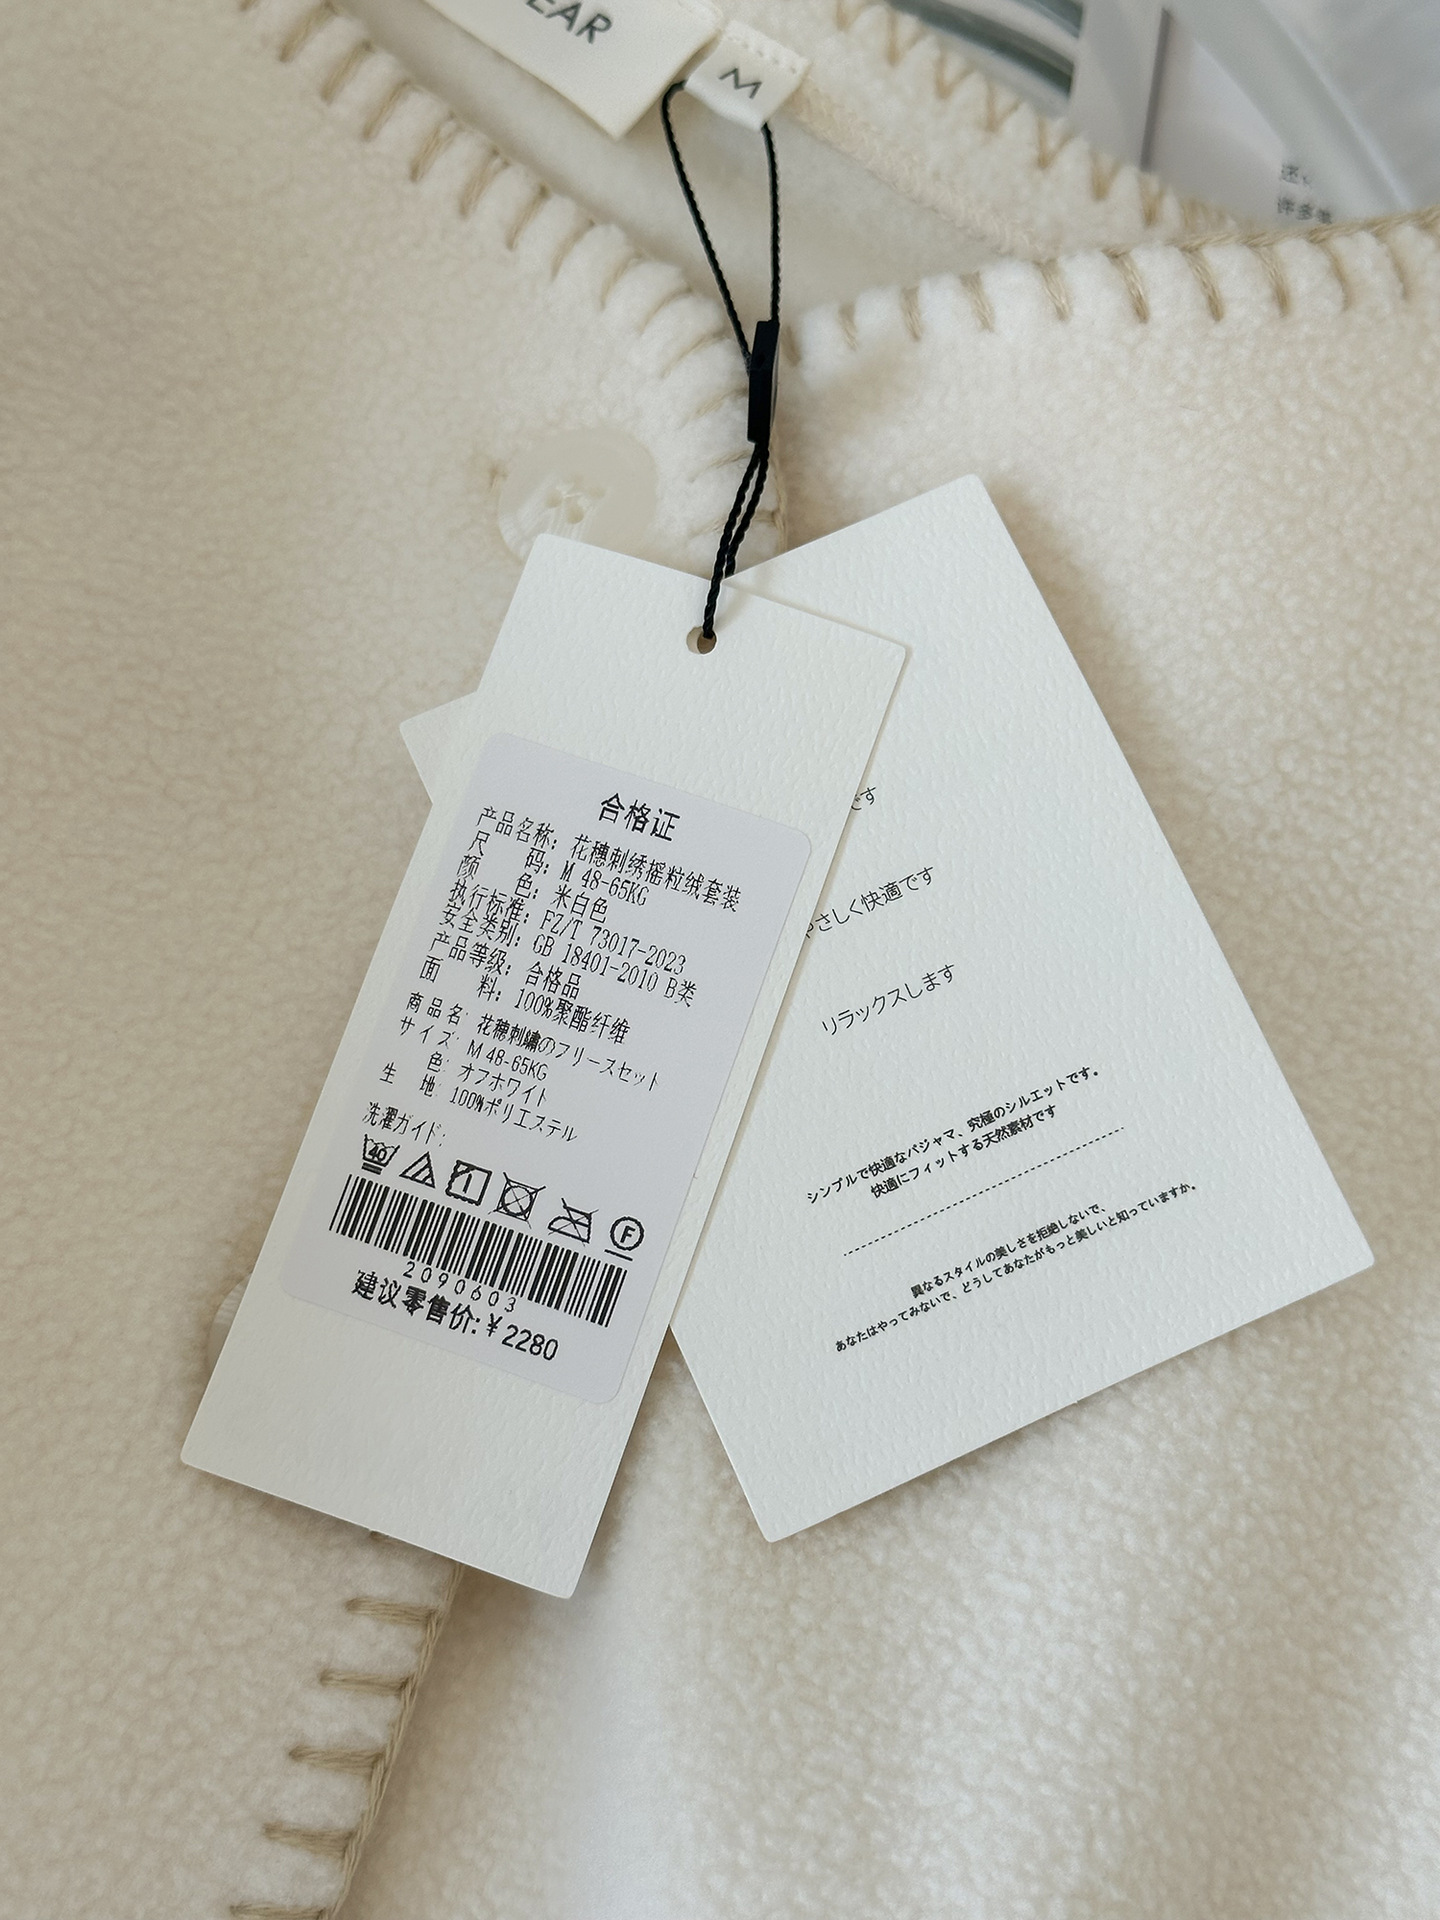 EAR
M
许多
合格证
产品名称: 花穗刺绣摇粒绒套装
尺 码: M 48-65KG
颜 色: 米白色
执行标准: FZ/T 73017-2023
安全类别: GB 18401-2010 B类
产品等级: 合格品
面 料: 100%聚酯纤维
商品名: 花穂刺繍のフリースセット
サイズ: M 48-65KG
色: オフホワイト
生 地: 100%ポリエステル
洗濯ガイド:
40
F
2090603
建议零售价: ¥2280
です
やさしく快適です
リラックスします
シンプルで快適なパジャマ、究極のシルエットです。
快適にフィットする天然素材です
異なるスタイルの美しさを拒絶しないで、
あなたはやってみないで、どうしてあなたがもっと美しいと知っていますか。